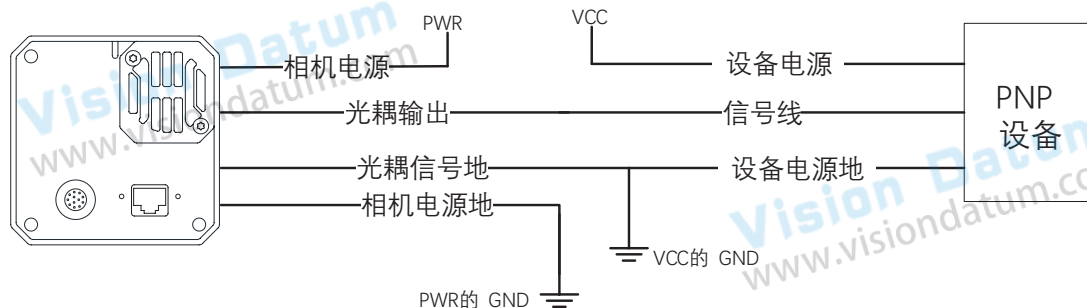 PWR
VCC
相机电源
设备电源
光耦输出
信号线
PNP
设备
光耦信号地
设备电源地
相机电源地
VCC的 GND
PWR的 GND
Vision Datum
www.visiondatum.com
Vision Datum
www.visiondatum.co